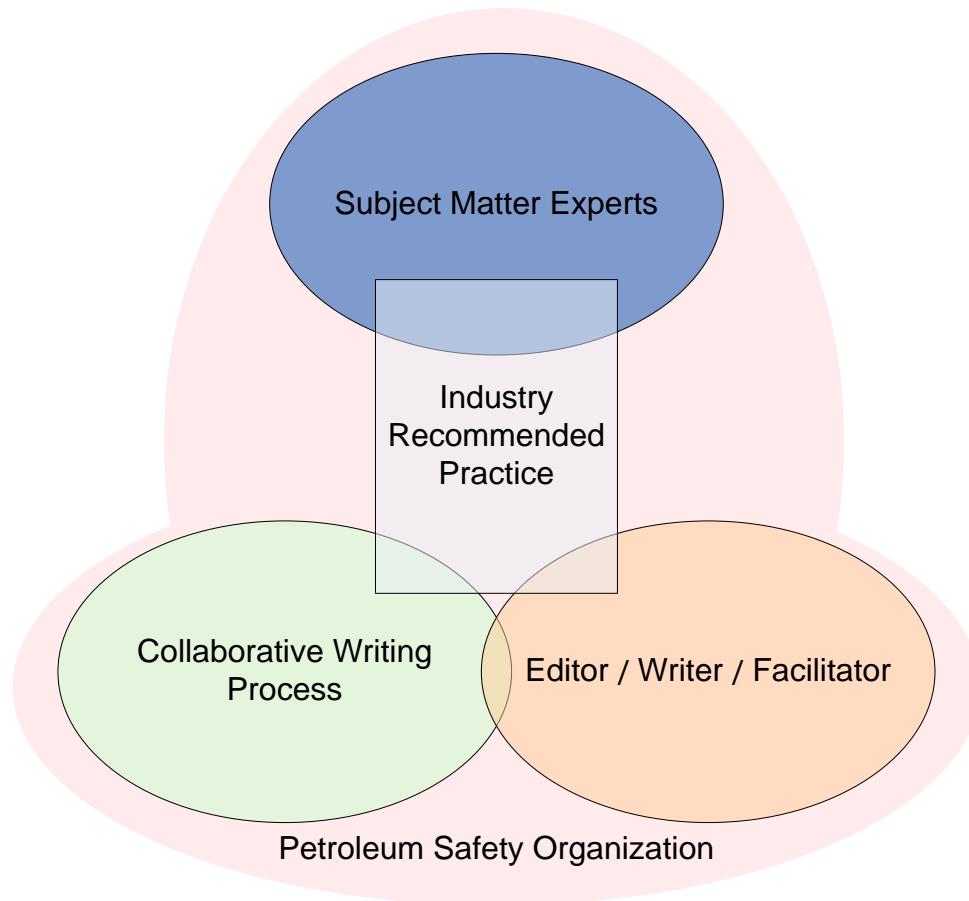 Subject Matter Experts
Industry
Recommended
Practice
Collaborative Writing
Process
Editor / Writer / Facilitator
Petroleum Safety Organization